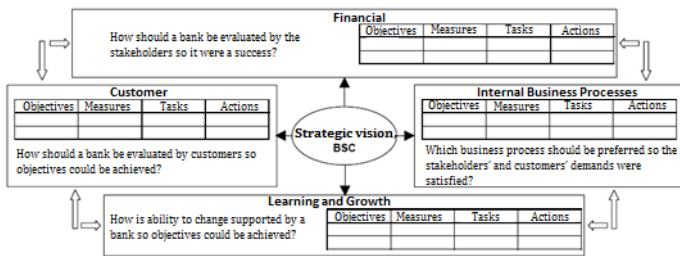 Financial
How should a bank be evaluated by the
stakeholders so it were a success?
Objectives Measures Tasks Actions
Customer
Objectives Measures Tasks Actions
How should a bank be evaluated by customers so
objectives could be achieved?
Strategic vision,
BSC
Internal Business Processes
Objectives Measures Tasks Actions
Which business process should be preferred so the
stakeholders' and customers' demands were
satisfied?
Learning and Growth
How is ability to change supported by a
bank so objectives could be achieved?
Objectives Measures Tasks Actions